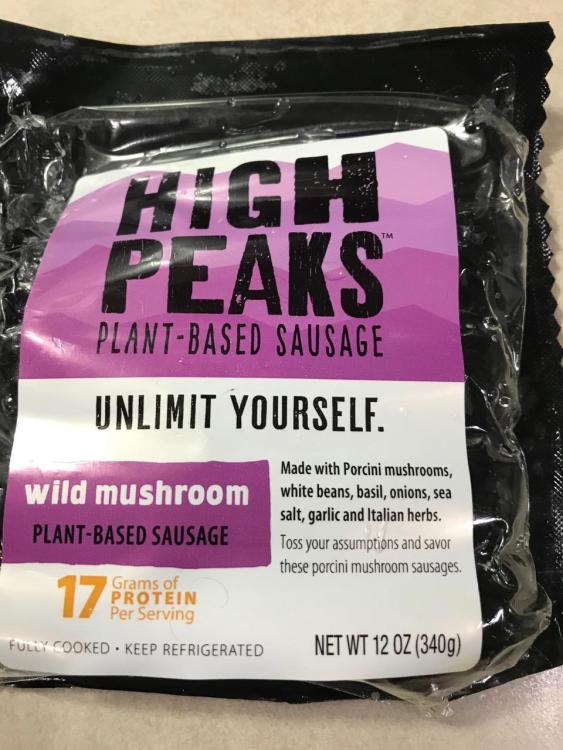 HIGH
PEAKS™
PLANT-BASED SAUSAGE
UNLIMIT YOURSELF.
wild mushroom
PLANT-BASED SAUSAGE
Made with Porcini mushrooms,
white beans, basil, onions, sea
salt, garlic and Italian herbs.
Toss your assumptions and savor
these porcini mushroom sausages.
17 Grams of
PROTEIN
Per Serving
FULLY COOKED • KEEP REFRIGERATED
NET WT 12 OZ (340g)